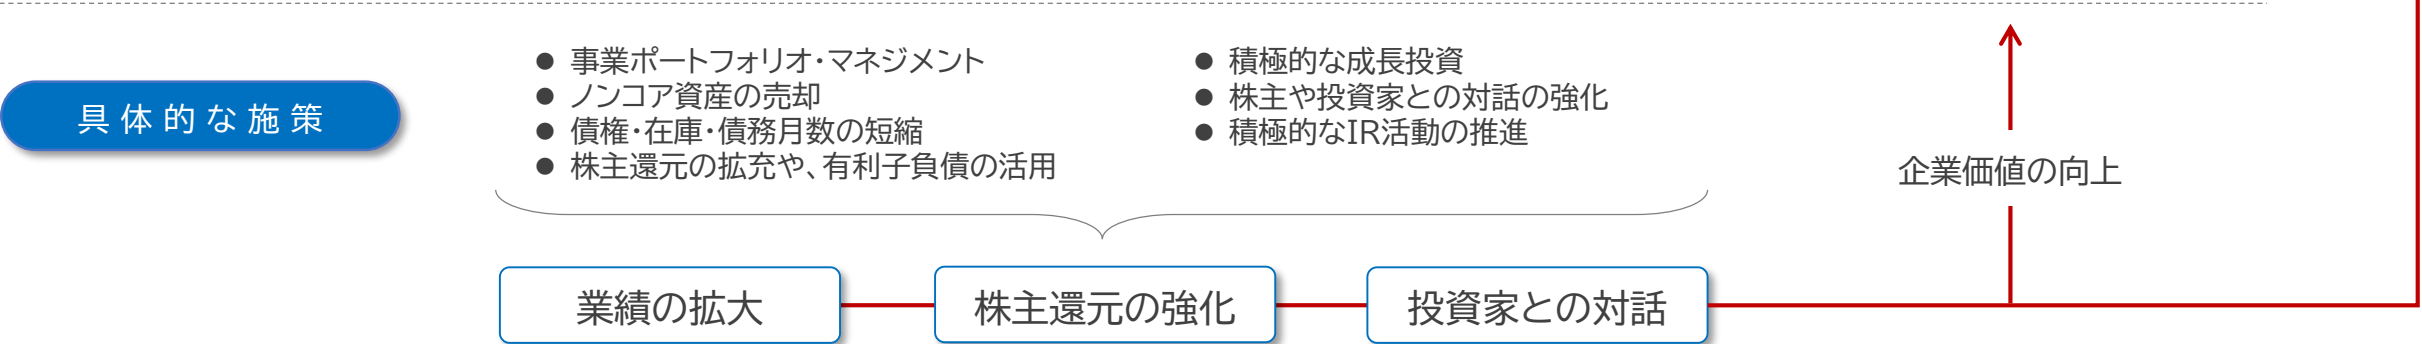 具体的な施策
● 事業ポートフォリオ・マネジメント
● ノンコア資産の売却
● 債権・在庫・債務月数の短縮
● 株主還元の拡充や、有利子負債の活用
● 積極的な成長投資
● 株主や投資家との対話の強化
● 積極的なIR活動の推進
企業価値の向上
業績の拡大
株主還元の強化
投資家との対話